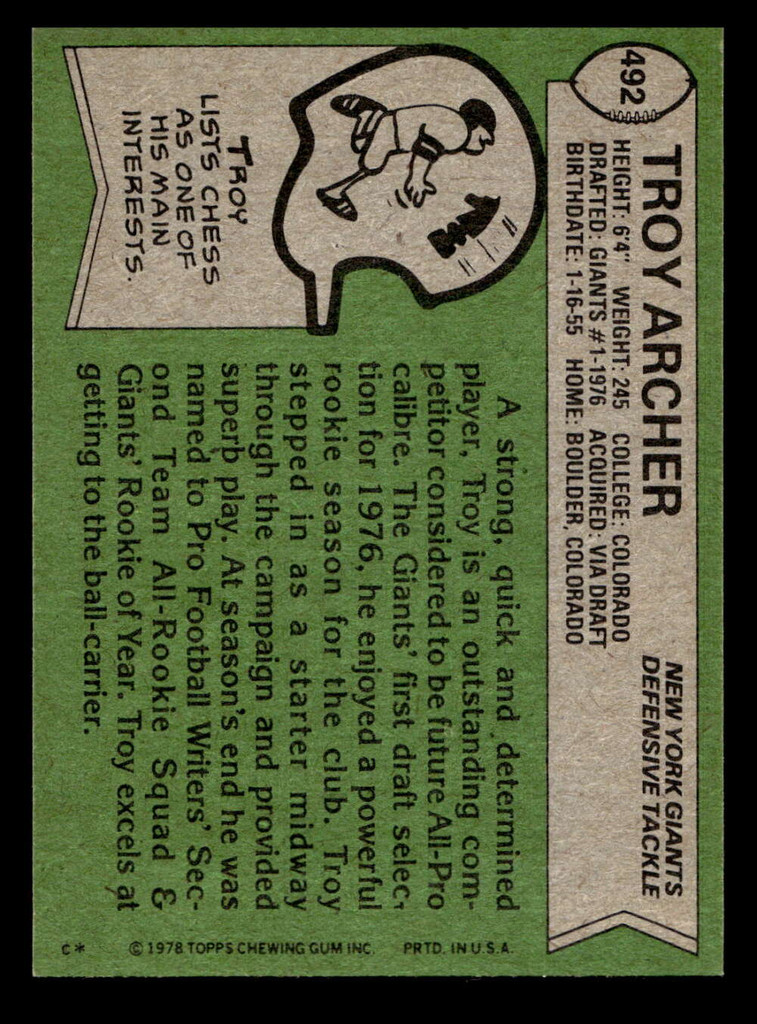 492
TROY ARCHER
NEW YORK GIANTS
DEFENSIVE TACKLE
HEIGHT: 6'4" WEIGHT: 245 COLLEGE: COLORADO
DRAFTED: GIANTS #1-1976 ACQUIRED: VIA DRAFT
BIRTHDATE: 1-16-55 HOME: BOULDER, COLORADO
TROY
LISTS CHESS
AS ONE OF
HIS MAIN
INTERESTS.
A strong, quick and determined
player, Troy is an outstanding com-
petitor considered to be future All-Pro
calibre. The Giants' first draft selec-
tion for 1976, he enjoyed a powerful
rookie season for the club. Troy
stepped in as a starter midway
through the campaign and provided
superb play. At season's end he was
named to Pro Football Writers' Sec-
ond Team All-Rookie Squad &
Giants' Rookie of Year. Troy excels at
getting to the ball-carrier.
C* © 1978 TOPPS CHEWING GUM INC. PRTD. IN U.S.A.